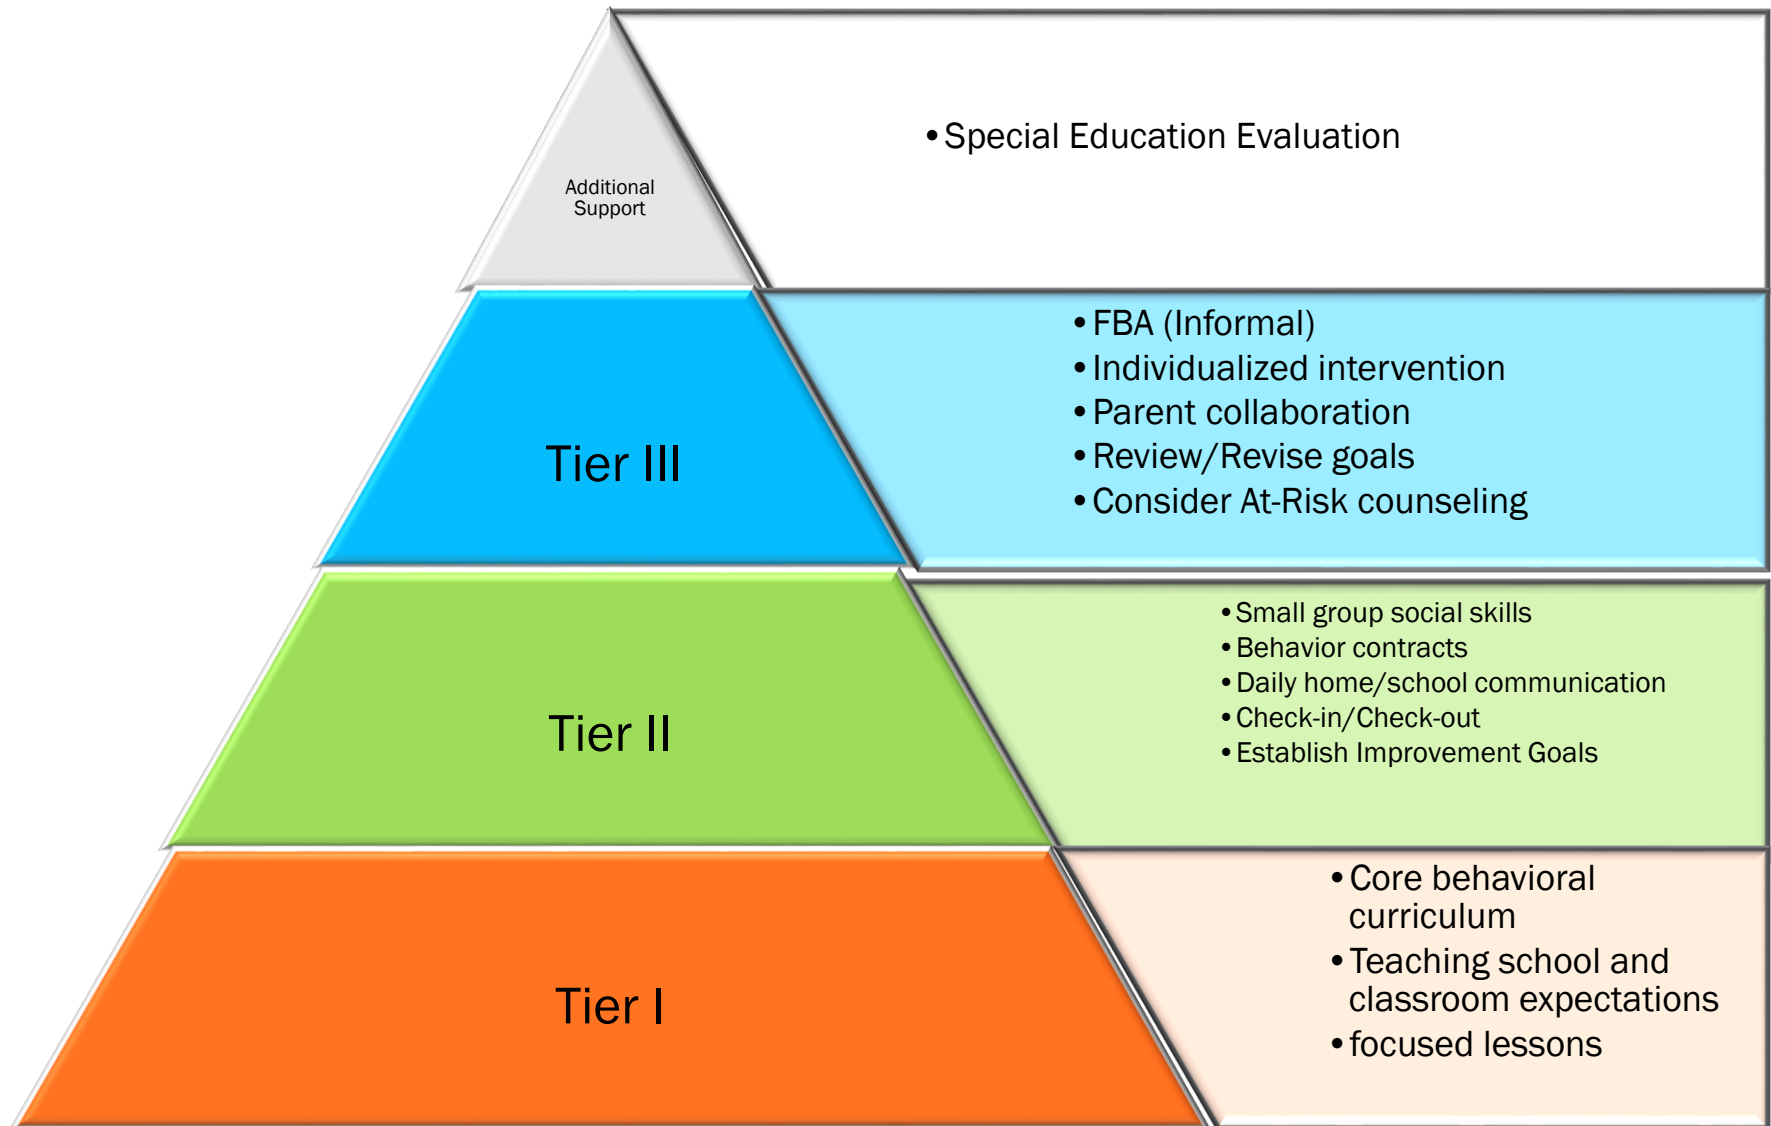 Additional
Support
• Special Education Evaluation
Tier III
• FBA (Informal)
• Individualized intervention
• Parent collaboration
• Review/Revise goals
• Consider At-Risk counseling
Tier II
• Small group social skills
• Behavior contracts
• Daily home/school communication
• Check-in/Check-out
• Establish Improvement Goals
Tier I
• Core behavioral
curriculum
• Teaching school and
classroom expectations
• focused lessons